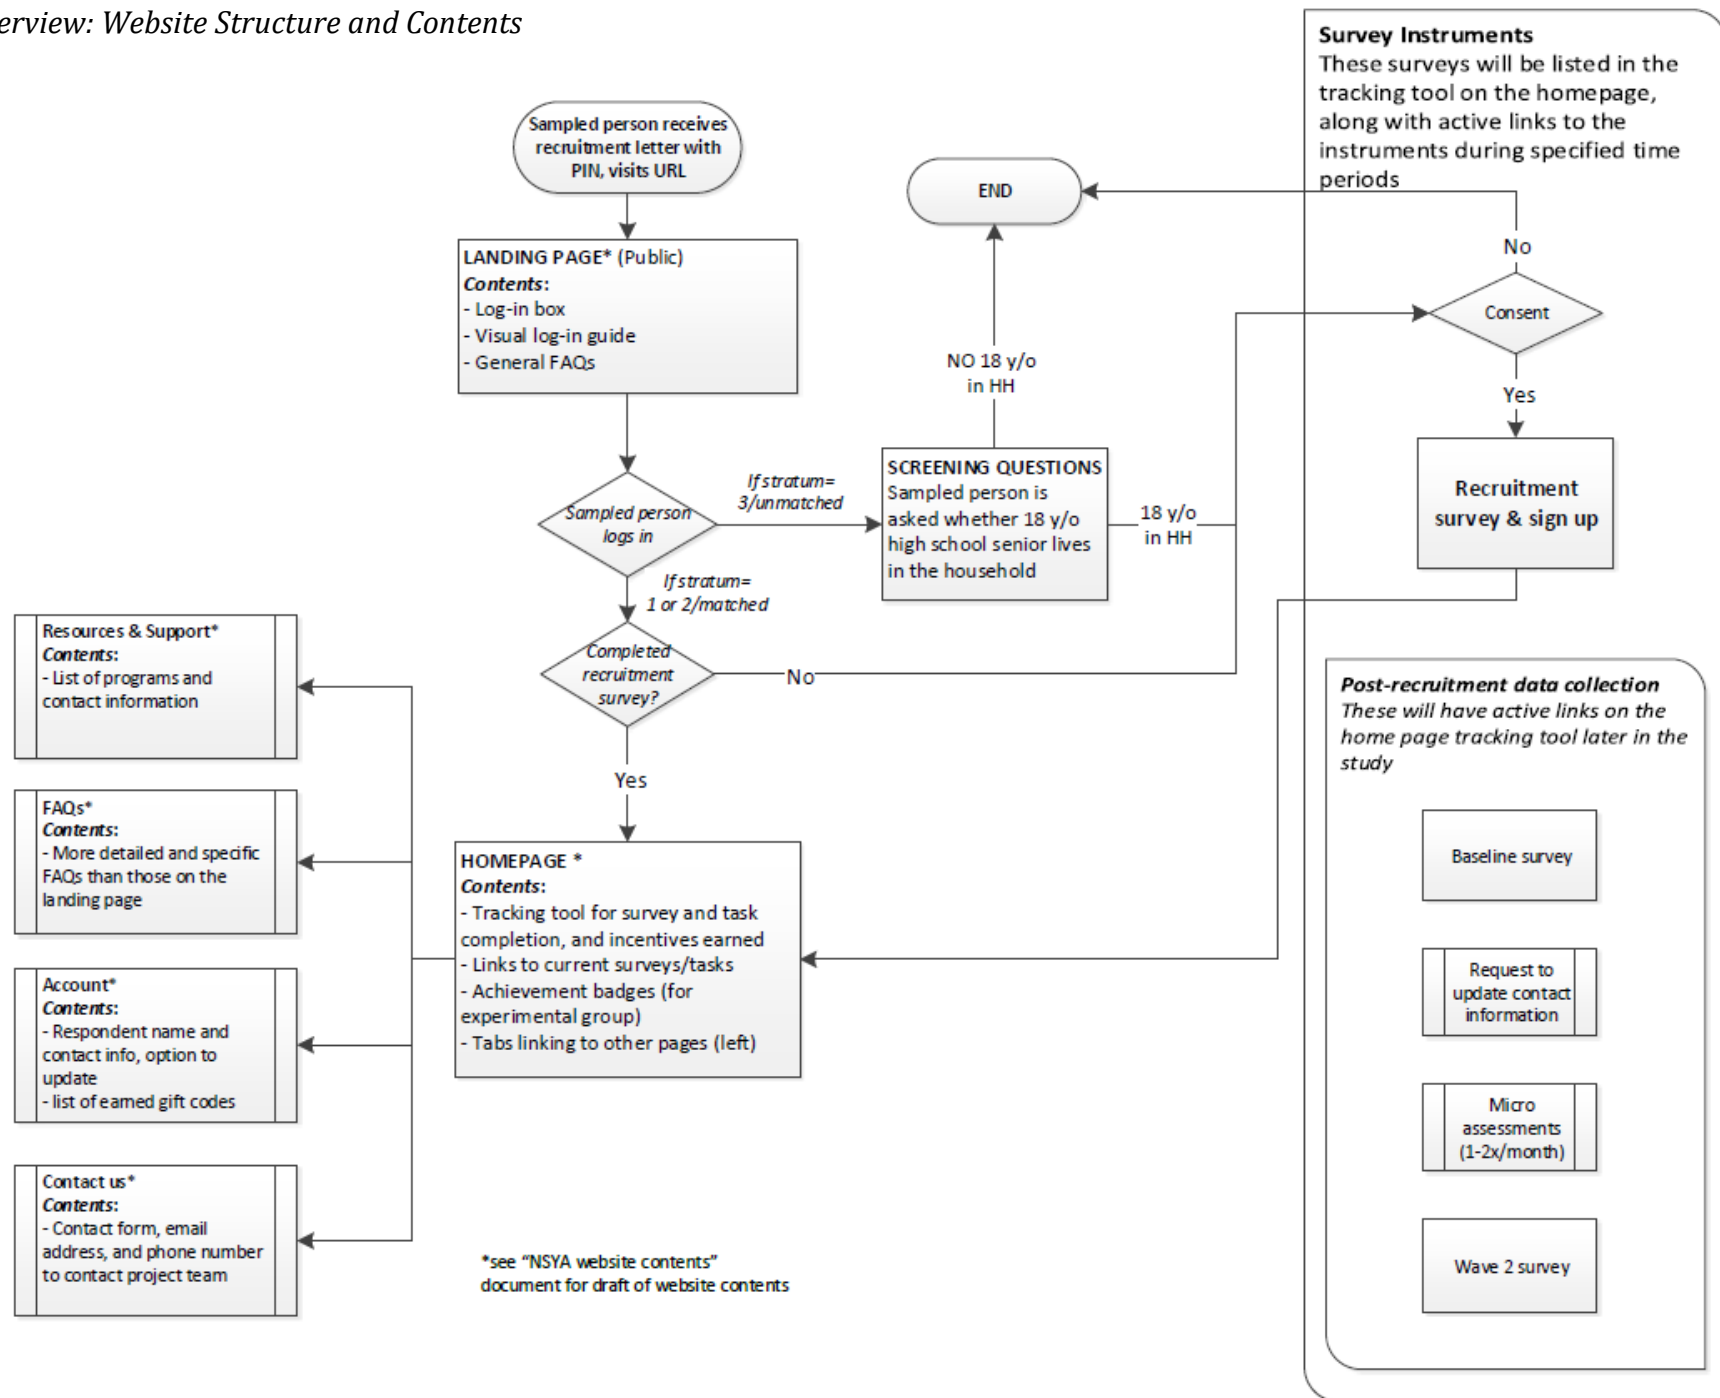 erview: Website Structure and Contents
Survey Instruments
These surveys will be listed in the
tracking tool on the homepage,
along with active links to the
instruments during specified time
periods
Sampled person receives
recruitment letter with
PIN, visits URL
END
LANDING PAGE* (Public)
Contents:
- Log-in box
- Visual log-in guide
- General FAQs
No
Consent
Yes
NO 18 y/o
in HH
Recruitment
survey & sign up
Sampled person
logs in
If stratum=
3/unmatched
SCREENING QUESTIONS
Sampled person is
asked whether 18 y/o
high school senior lives
in the household
18 y/o
in HH
If stratum=
1 or 2/matched
Completed
recruitment
survey?
No
Yes
Resources & Support*
Contents:
- List of programs and
contact information
FAQs*
Contents:
- More detailed and specific
FAQs than those on the
landing page
Account*
Contents:
- Respondent name and
contact info, option to
update
- list of earned gift codes
Contact us*
Contents:
- Contact form, email
address, and phone number
to contact project team
HOMEPAGE *
Contents:
- Tracking tool for survey and task
completion, and incentives earned
- Links to current surveys/tasks
- Achievement badges (for
experimental group)
- Tabs linking to other pages (left)
Post-recruitment data collection
These will have active links on the
home page tracking tool later in the
study
Baseline survey
Request to
update contact
information
Micro
assessments
(1-2x/month)
Wave 2 survey
*see "NSYA website contents"
document for draft of website contents